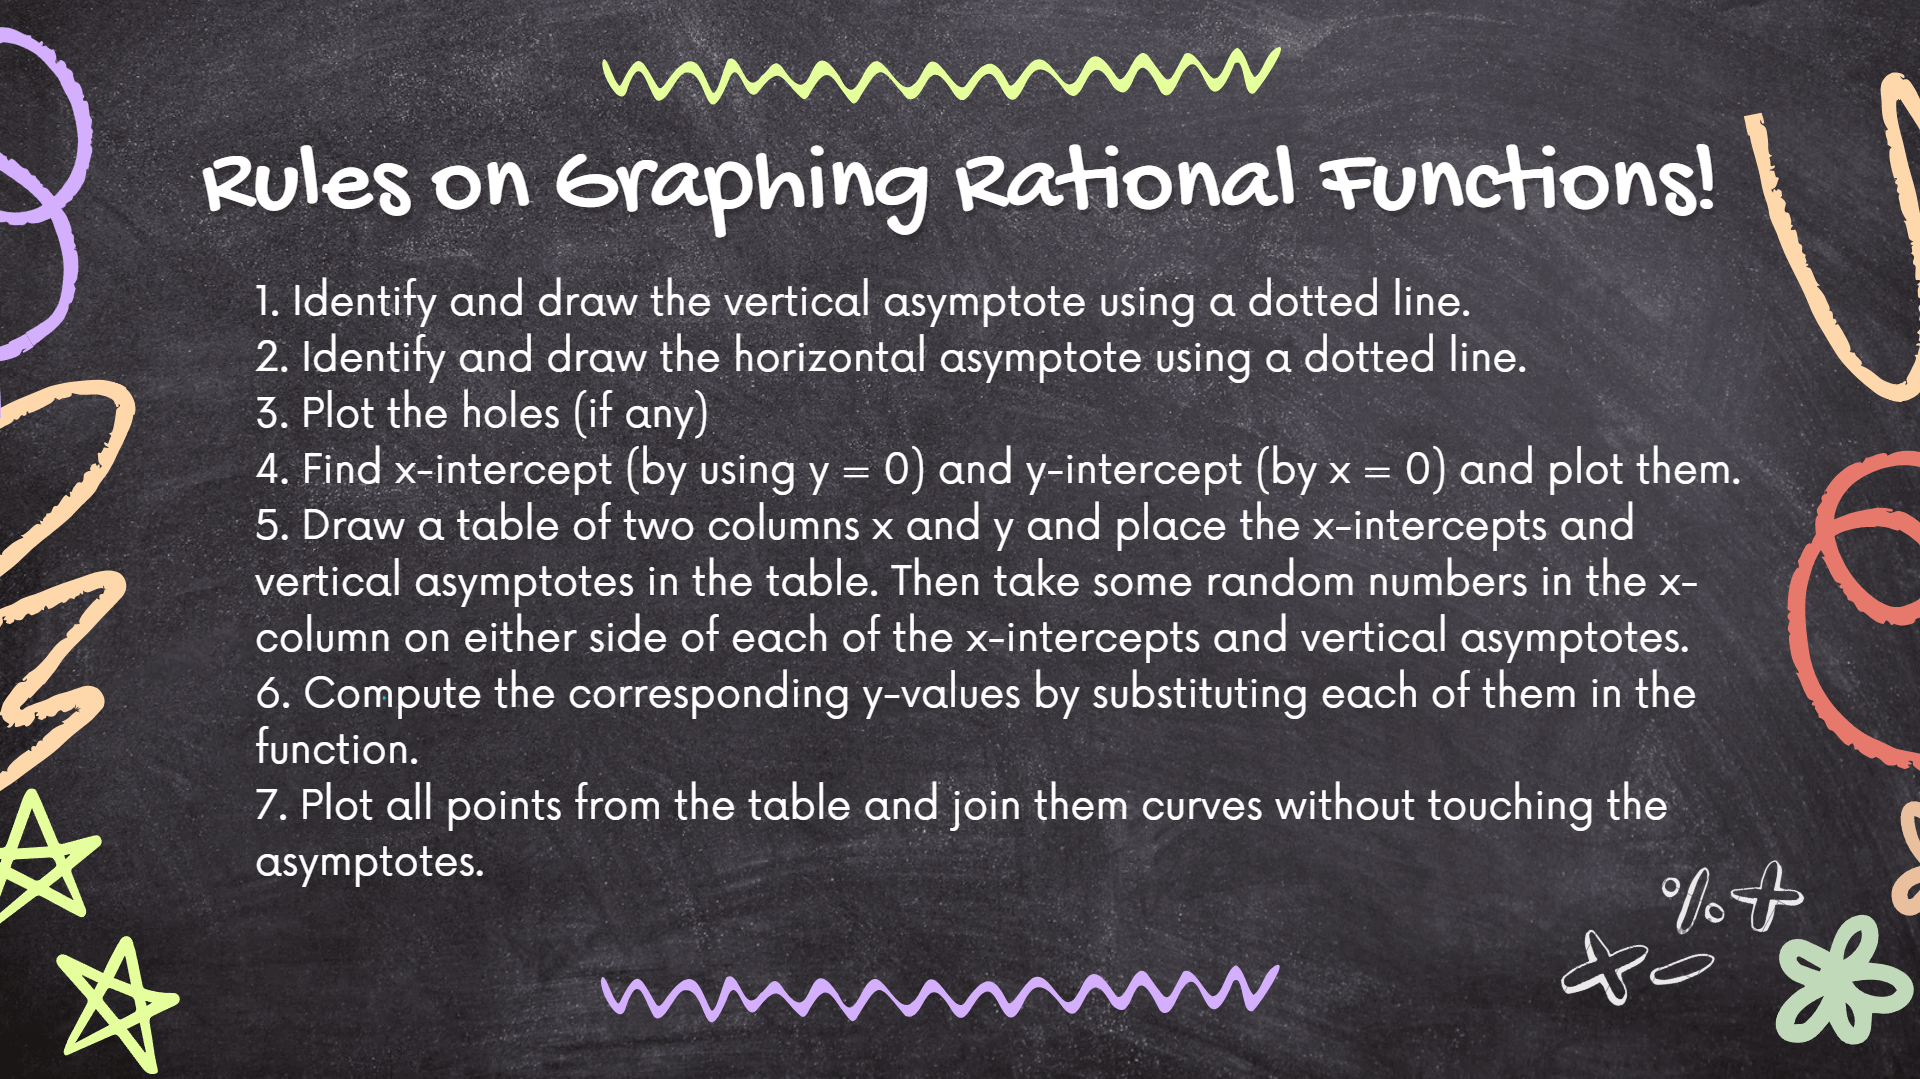 Rules on Graphing Rational Functions!
1. Identify and draw the vertical asymptote using a dotted line.
2. Identify and draw the horizontal asymptote using a dotted line.
3. Plot the holes (if any)
4. Find x-intercept (by using y = 0) and y-intercept (by x = 0) and plot them.
5. Draw a table of two columns x and y and place the x-intercepts and
vertical asymptotes in the table. Then take some random numbers in the x-
column on either side of each of the x-intercepts and vertical asymptotes.
6. Compute the corresponding y-values by substituting each of them in the
function.
7. Plot all points from the table and join them curves without touching the
asymptotes.
% +
× −